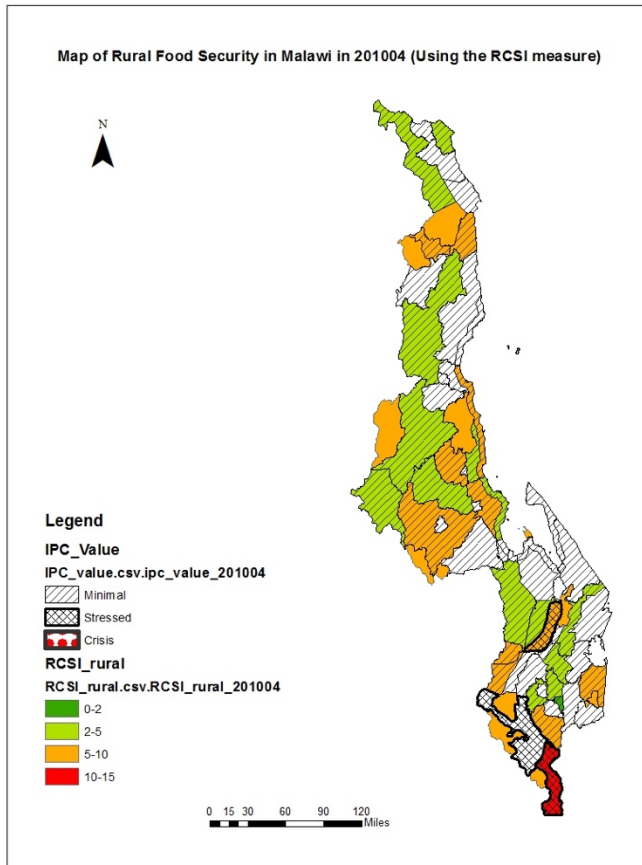 Map of Rural Food Security in Malawi in 201004 (Using the RCSI measure)
N
Legend
IPC_Value
IPC_value.csv.ipc_value_201004
Minimal
Stressed
Crisis
RCSI_rural
RCSI_rural.csv.RCSI_rural_201004
0-2
2-5
5-10
10-15
0 15 30 60 90 120
Miles